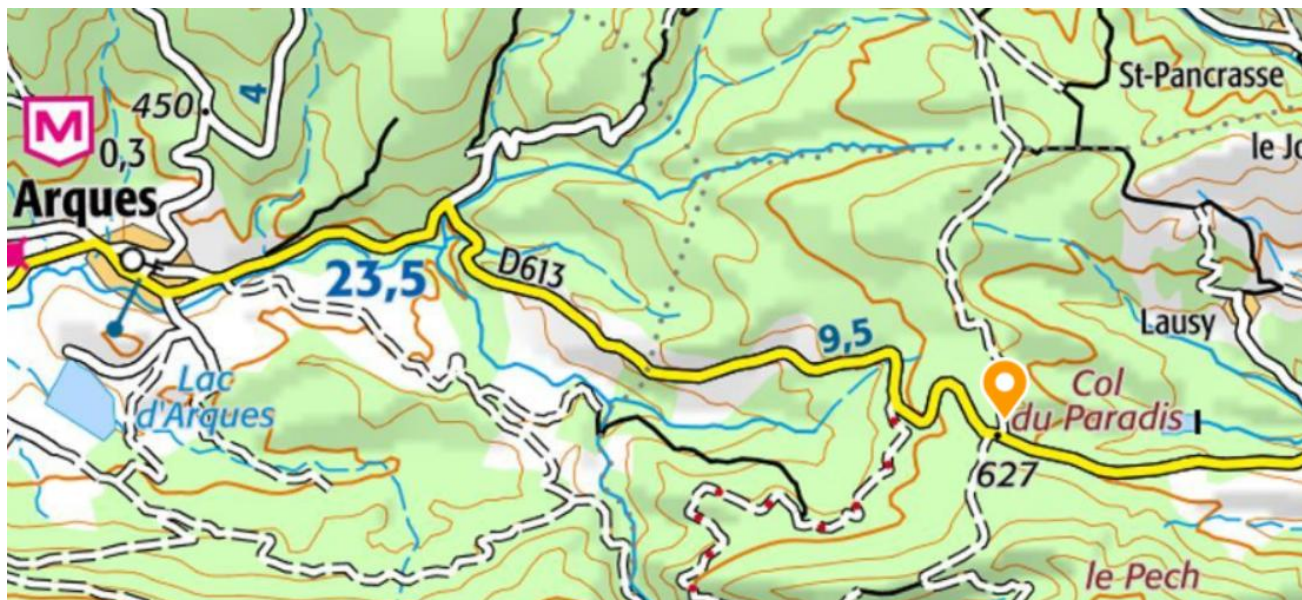 St-Pancrasse
450
4
M
0,3
le Jo
Arques
D613
23,5
Lausy
9,5
Lac
d'Arques
Col
du Paradis
627
le Pech